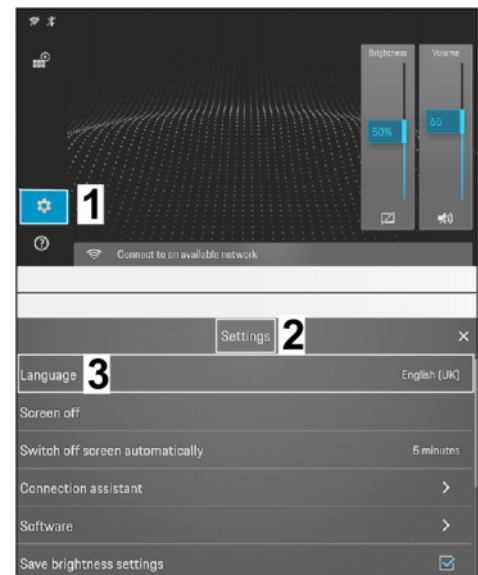 Brightness
Volume
50%
55
1
Connect to an available network
Settings
2
Language
3
English (UK)
Screen off
Switch off screen automatically
5 minutes
Connection assistant
Software
Save brightness settings